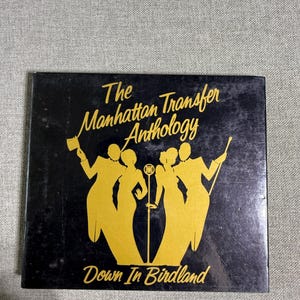 The
Manhattan Transfer
Anthology
Down In Birdland